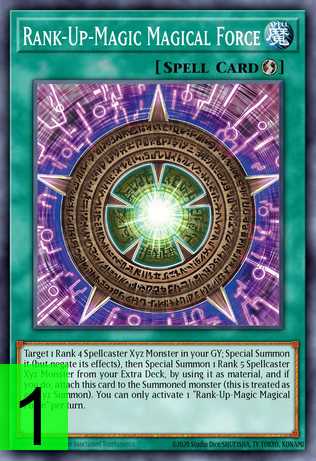 Rank-Up-Magic Magical Force
[Spell Card]
Target 1 Rank 4 Spellcaster Xyz Monster in your GY; Special Summon
it (but negate its effects), then Special Summon 1 Rank 5 Spellcaster
Xyz Monster from your Extra Deck, by using it as material, and if
you do, attach this card to the Summoned monster (this is treated as
Summon). You can only activate 1 "Rank-Up-Magic Magical
per turn.
1
©2020 Studio Dice/SHUEISHA, TV TOKYO, KONAMI